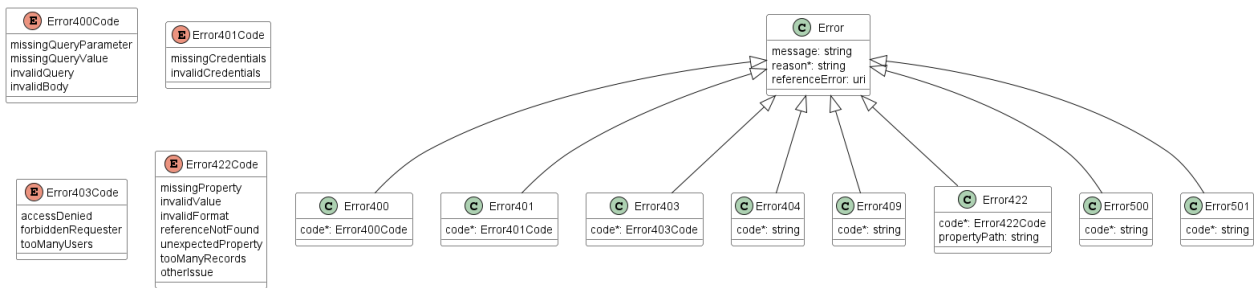 E Error400Code
missingQueryParameter
missingQueryValue
invalidQuery
invalidBody
E Error401Code
missingCredentials
invalidCredentials
C Error
message: string
reason*: string
referenceError: uri
E Error403Code
accessDenied
forbiddenRequester
tooManyUsers
E Error422Code
missingProperty
invalidValue
invalidFormat
referenceNotFound
unexpectedProperty
tooManyRecords
otherIssue
C Error400
code*: Error400Code
C Error401
code*: Error401Code
C Error403
code*: Error403Code
C Error404
code*: string
C Error409
code*: string
C Error422
code*: Error422Code
propertyPath: string
C Error500
code*: string
C Error501
code*: string